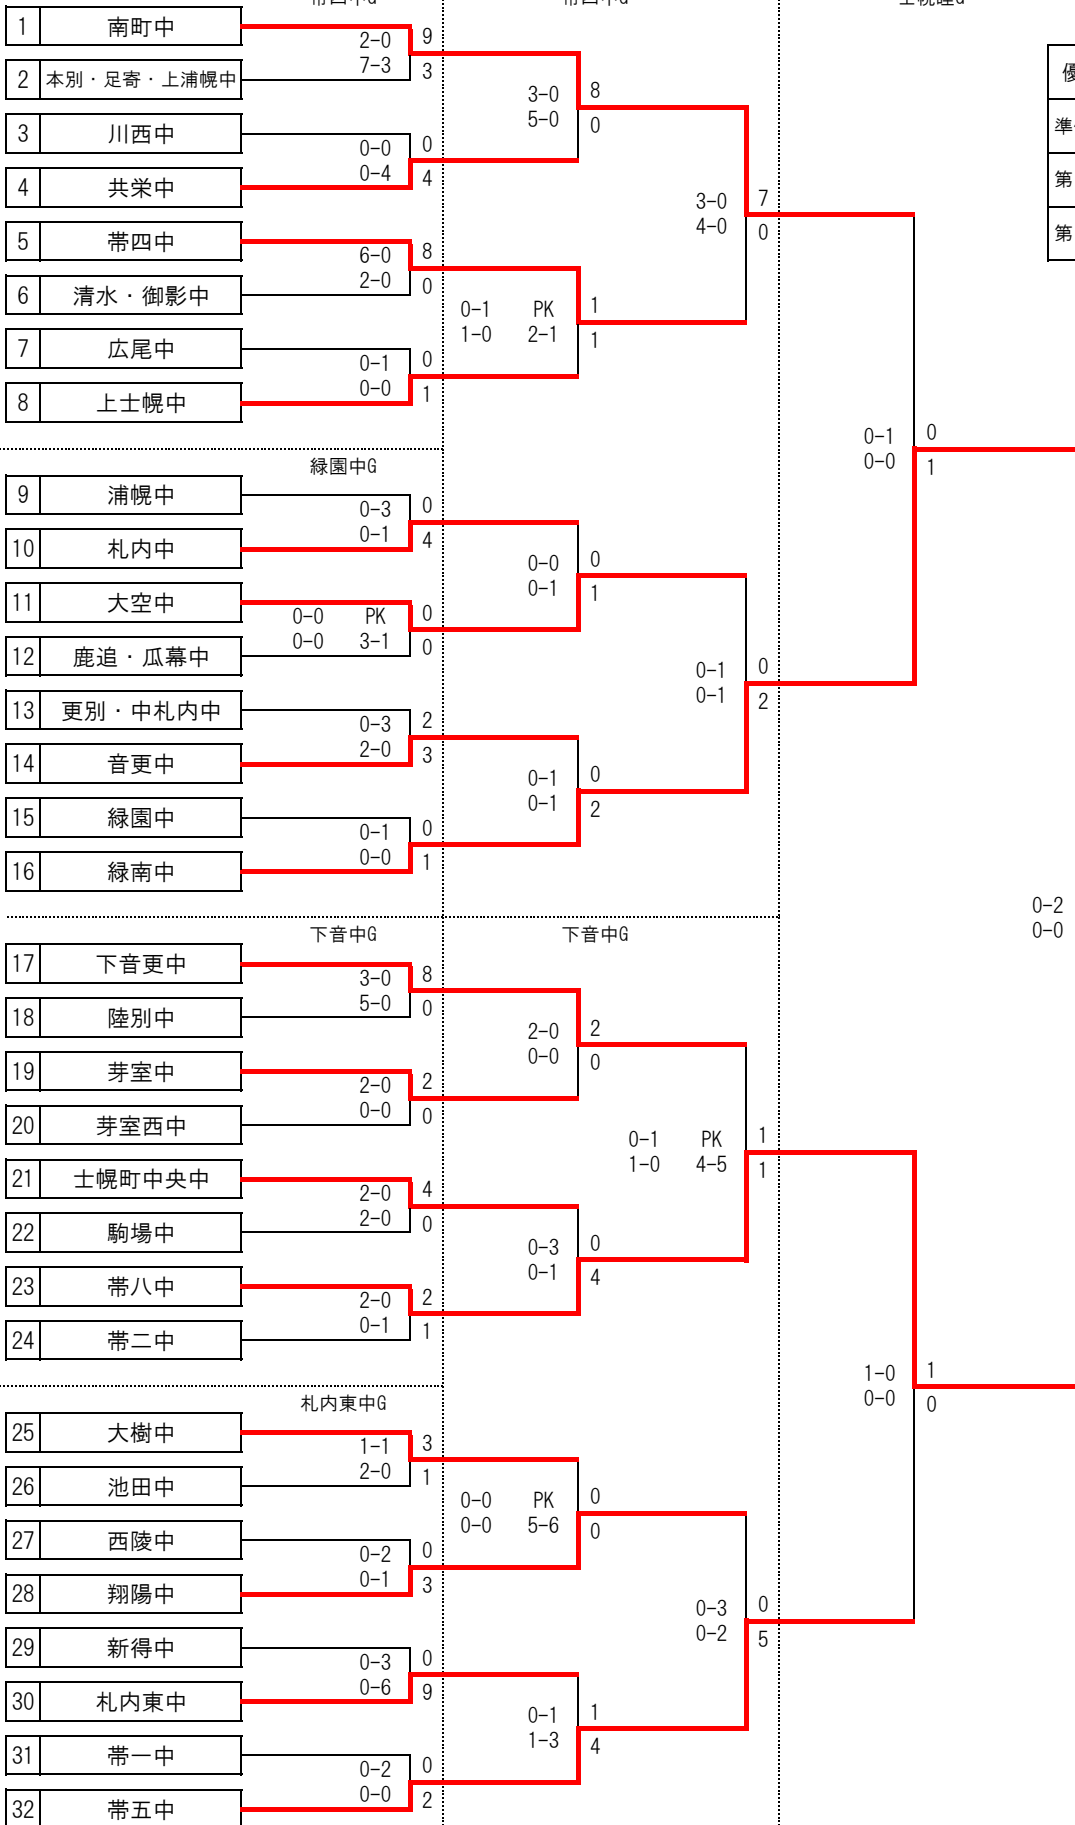 1 南町中
2 本別・足寄・上浦幌中
2-0 9
7-3 3
3 川西中
4 共栄中
0-0 0
0-4 4
3-0 8
5-0 0
5 帯四中
6 清水・御影中
6-0 8
2-0 0
7 広尾中
8 上士幌中
0-1 0
0-0 1
0-1 PK 1
1-0 2-1 1
3-0 7
4-0 0
優
準
第
第
緑園中G
9 浦幌中
10 札内中
0-3 0
0-1 4
11 大空中
12 鹿追・瓜幕中
0-0 PK 0
0-0 3-1 0
0-0 0
0-1 1
13 更別・中札内中
14 音更中
0-3 2
2-0 3
15 緑園中
16 緑南中
0-1 0
0-0 1
0-1 0
0-1 2
0-1 0
0-1 2
0-1 0
0-0 1
下音中G 下音中G
17 下音更中
18 陸別中
3-0 8
5-0 0
19 芽室中
20 芽室西中
2-0 2
0-0 0
2-0 2
0-0 0
21 士幌町中央中
22 駒場中
2-0 4
2-0 0
23 帯八中
24 帯二中
2-0 2
0-1 1
0-3 0
0-1 4
0-1 PK 1
1-0 4-5 1
札内東中G
25 大樹中
26 池田中
1-1 3
2-0 1
27 西陵中
28 翔陽中
0-2 0
0-1 3
0-0 PK 0
0-0 5-6 0
29 新得中
30 札内東中
0-3 0
0-6 9
31 帯一中
32 帯五中
0-2 0
0-0 2
0-1 1
1-3 4
0-3 0
0-2 5
1-0 1
0-0 0
0-2
0-0